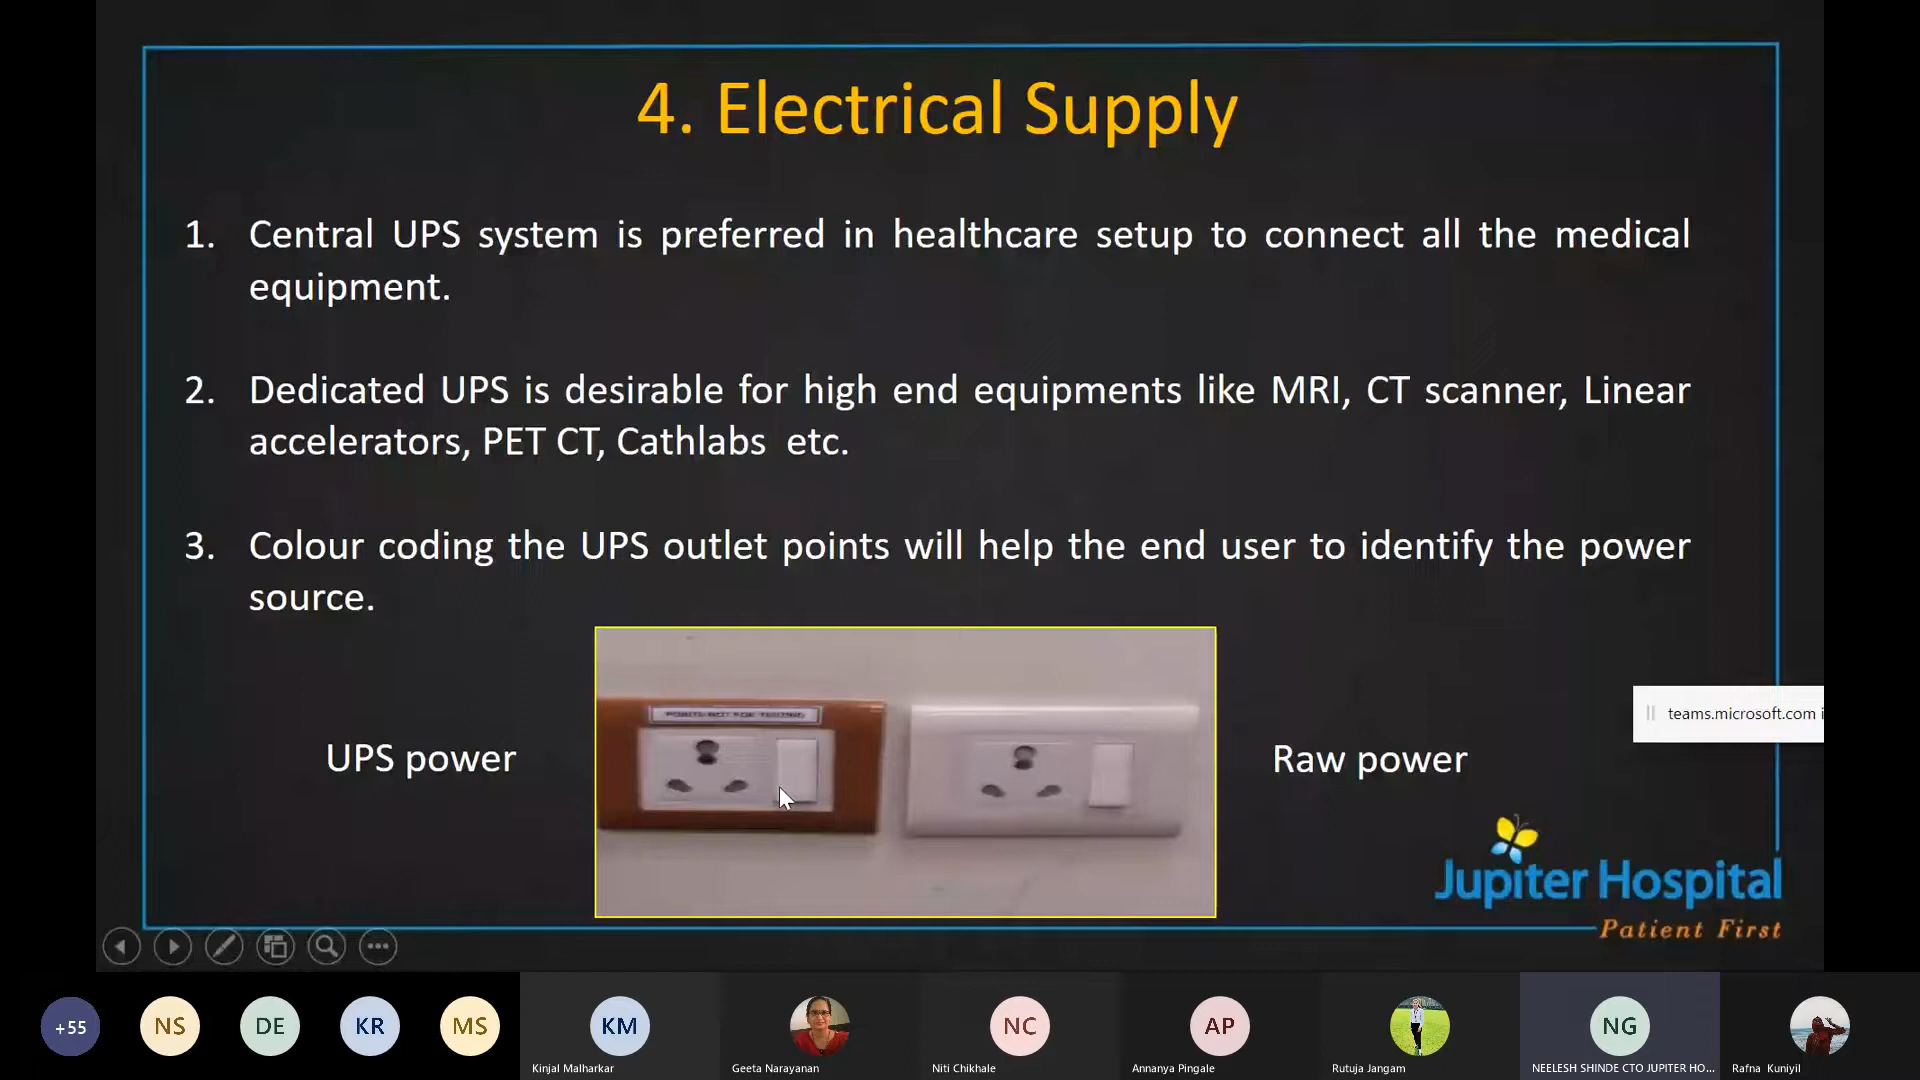 4. Electrical Supply
1. Central UPS system is preferred in healthcare setup to connect all the medical
equipment.
2. Dedicated UPS is desirable for high end equipments like MRI, CT scanner, Linear
accelerators, PET CT, Cathlabs etc.
3. Colour coding the UPS outlet points will help the end user to identify the power
source.
UPS power
Raw power
teams.microsoft.com i
Jupiter Hospital
Patient First
+55
NS
DE
KR
MS
KM
NC
AP
NG
Kinjal Malharkar
Geeta Narayanan
Niti Chikhale
Annanya Pingale
Rutuja Jangam
NEELESH SHINDE CTO JUPITER HO...
Rafna Kuniyil